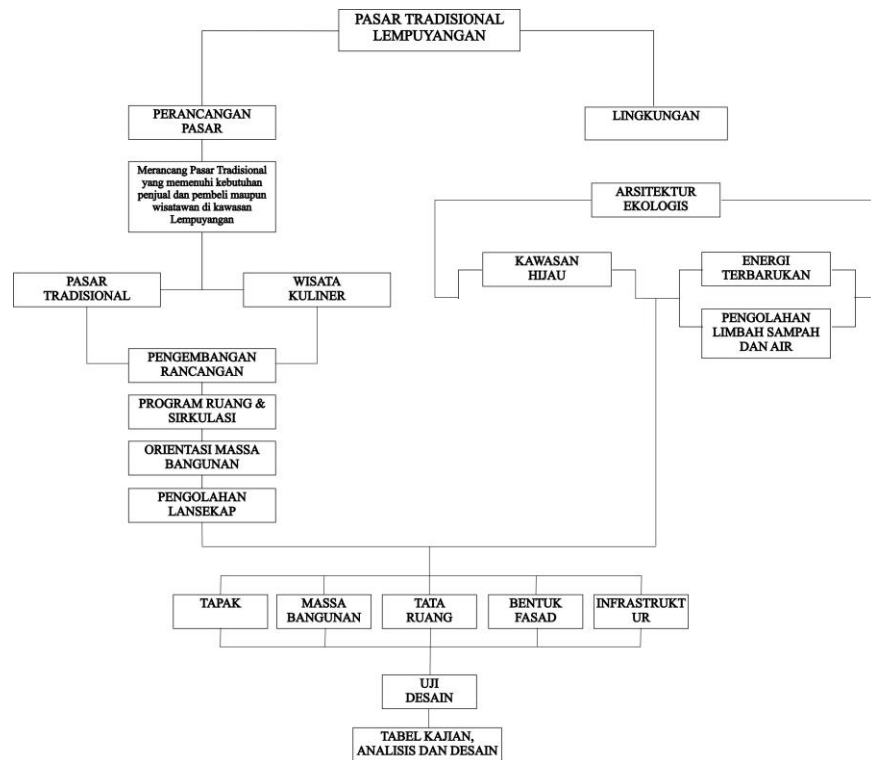 PASAR TRADISIONAL
LEMPUYANGAN
PERANCANGAN
PASAR
LINGKUNGAN
Merancang Pasar Tradisional
yang memenuhi kebutuhan
penjual dan pembeli maupun
wisatawan di kawasan
Lempuyangan
ARSITEKTUR
EKOLOGIS
PASAR
TRADISIONAL
WISATA
KULINER
KAWASAN
HIJAU
ENERGI
TERBARUKAN
PENGOLAHAN
LIMBAH SAMPAH
DAN AIR
PENGEMBANGAN
RANCANGAN
PROGRAM RUANG &
SIRKULASI
ORIENTASI MASSA
BANGUNAN
PENGOLAHAN
LANSEKAP
TAPAK
MASSA
BANGUNAN
TATA
RUANG
BENTUK
FASAD
INFRASTRUKT
UR
UJI
DESAIN
TABEL KAJIAN,
ANALISIS DAN DESAIN